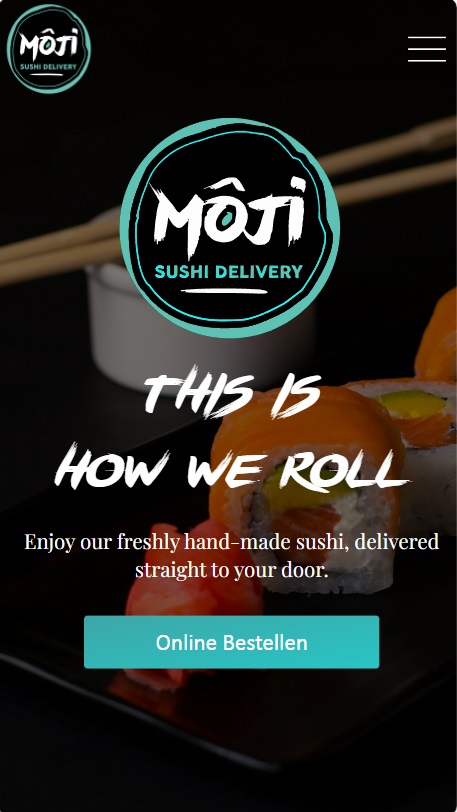 MÔJI
SUSHI DELIVERY
MÔJI
SUSHI DELIVERY
THIS IS
HOW WE ROLL
Enjoy our freshly hand-made sushi, delivered
straight to your door.
Online Bestellen